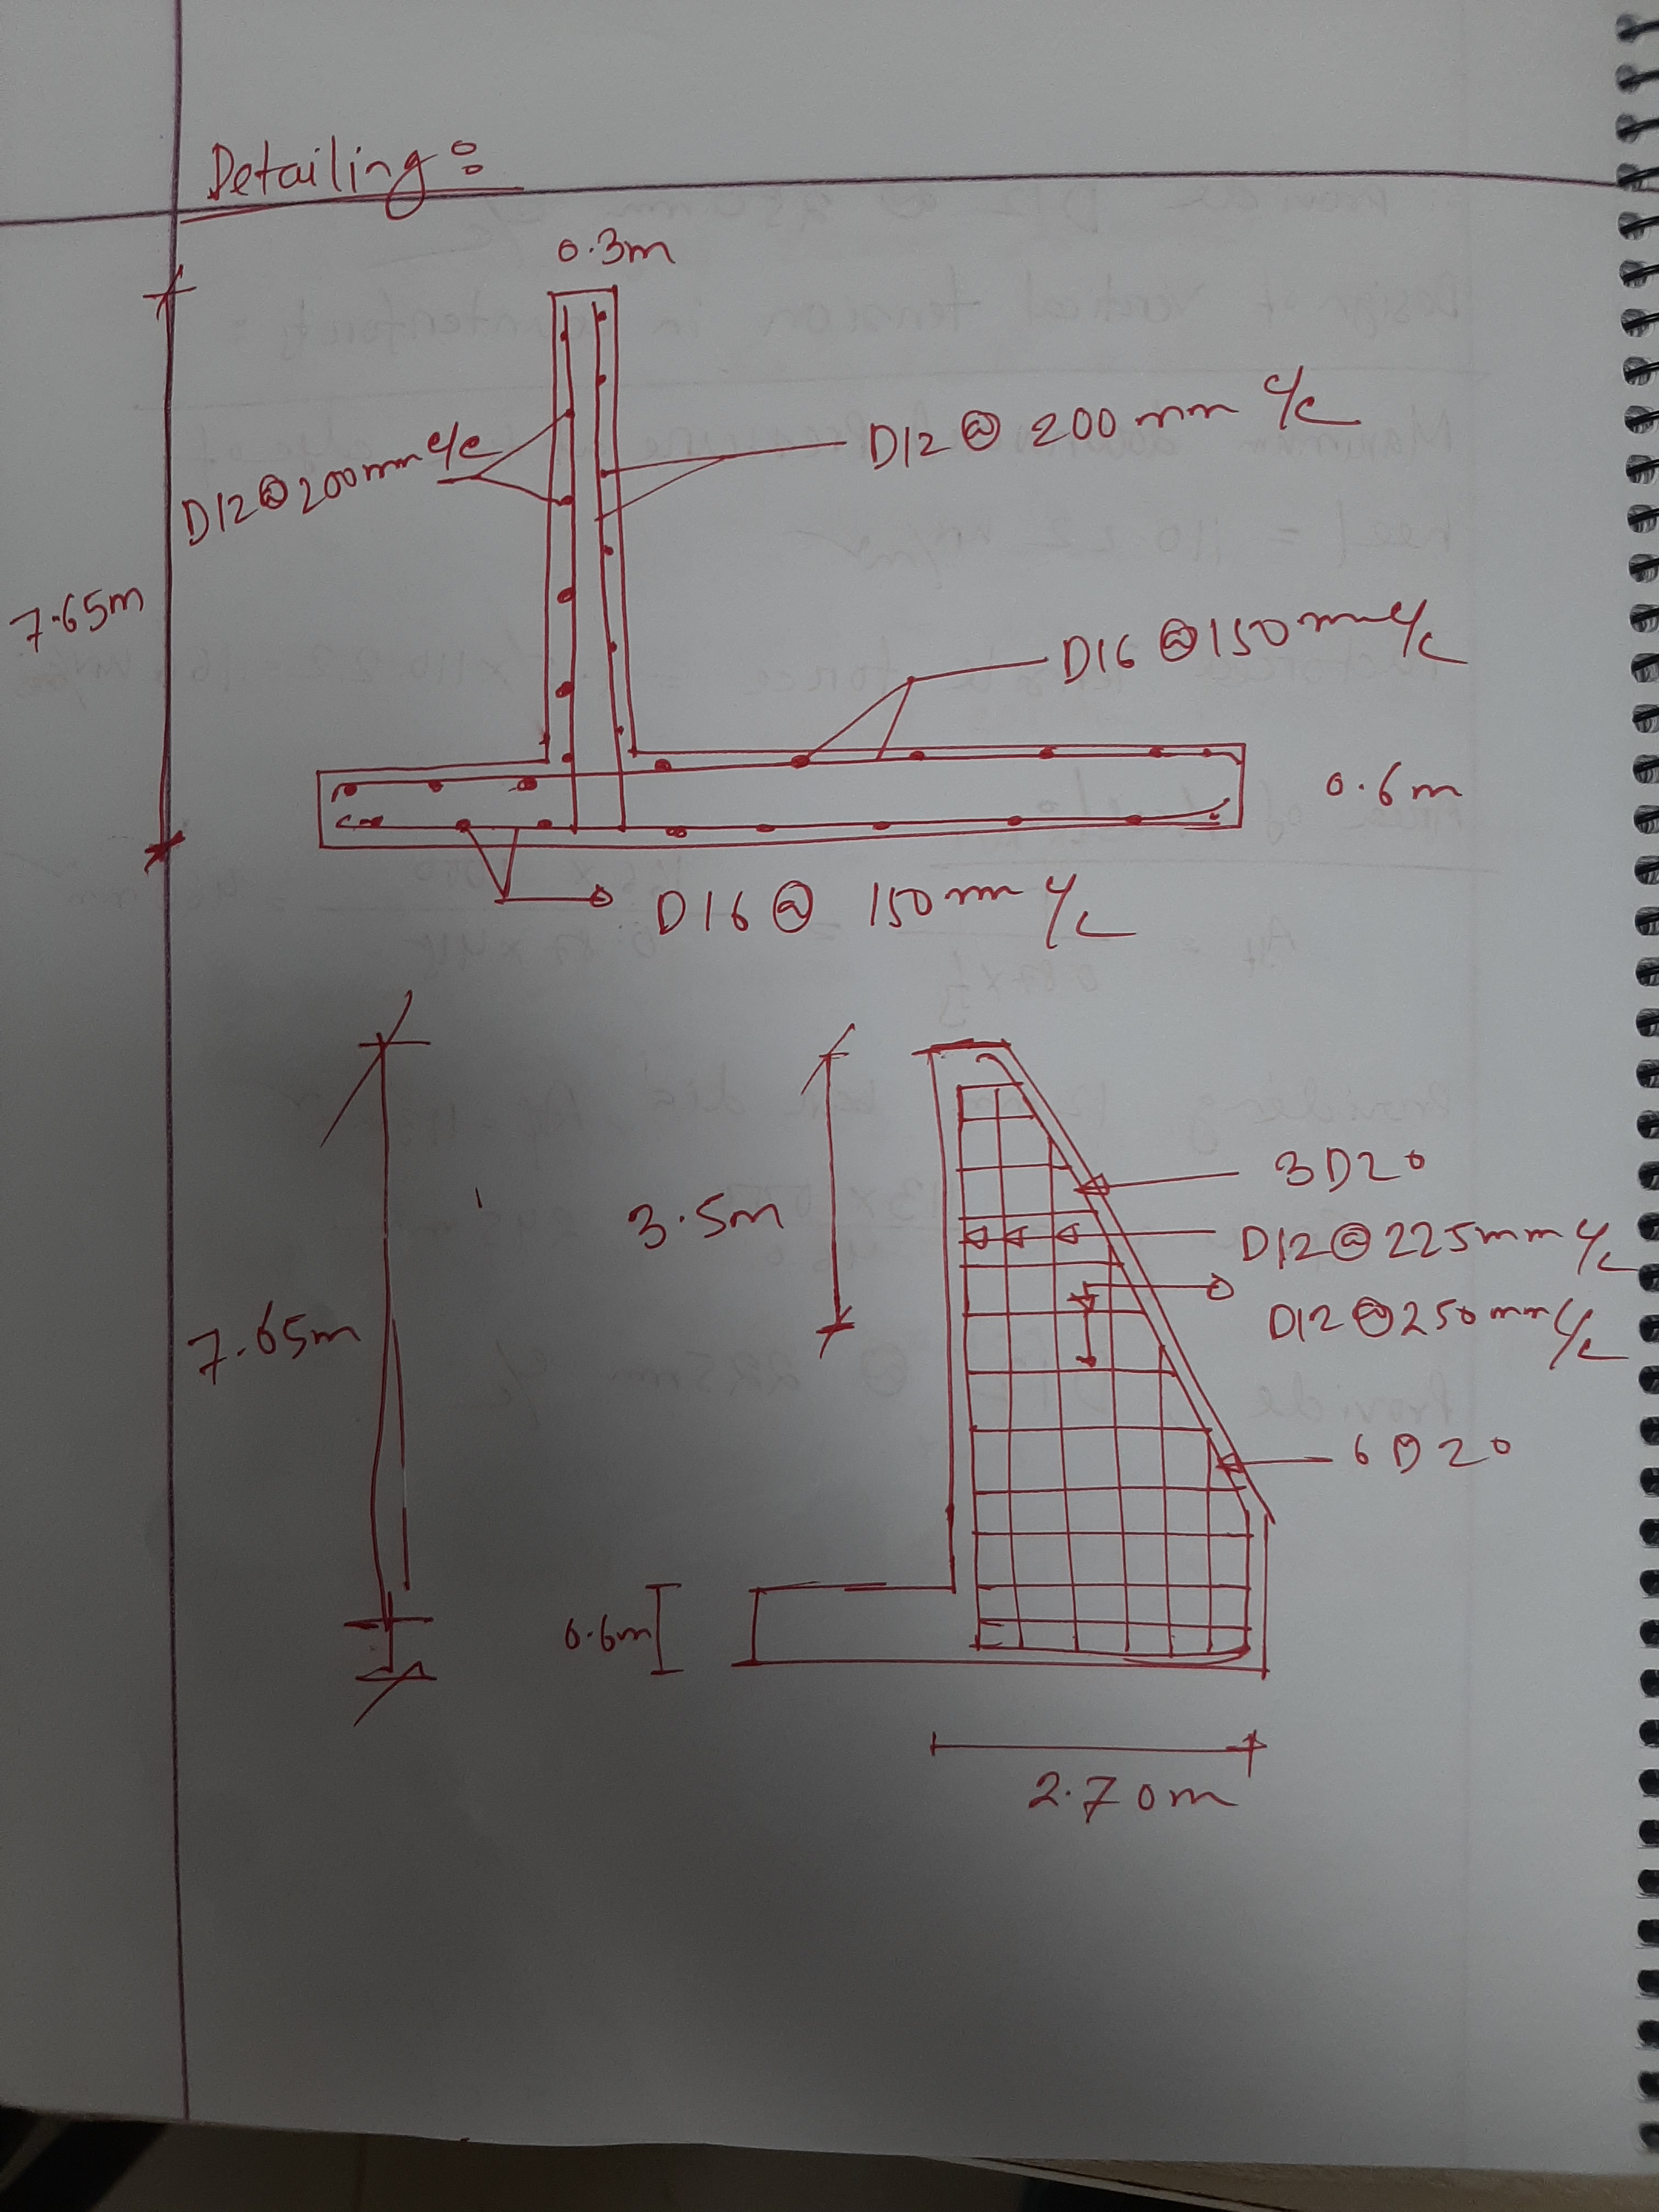 Detailing :
0.3m
D12 @ 200 mm c/c
D12 @ 200 mm c/c
7.65m
D16 @ 150 mm c/c
0.6m
D16 @ 150 mm c/c
3D20
3.5m
D12 @ 225 mm c/c
D12 @ 250 mm c/c
7.65m
6D20
0.6m
2.70m